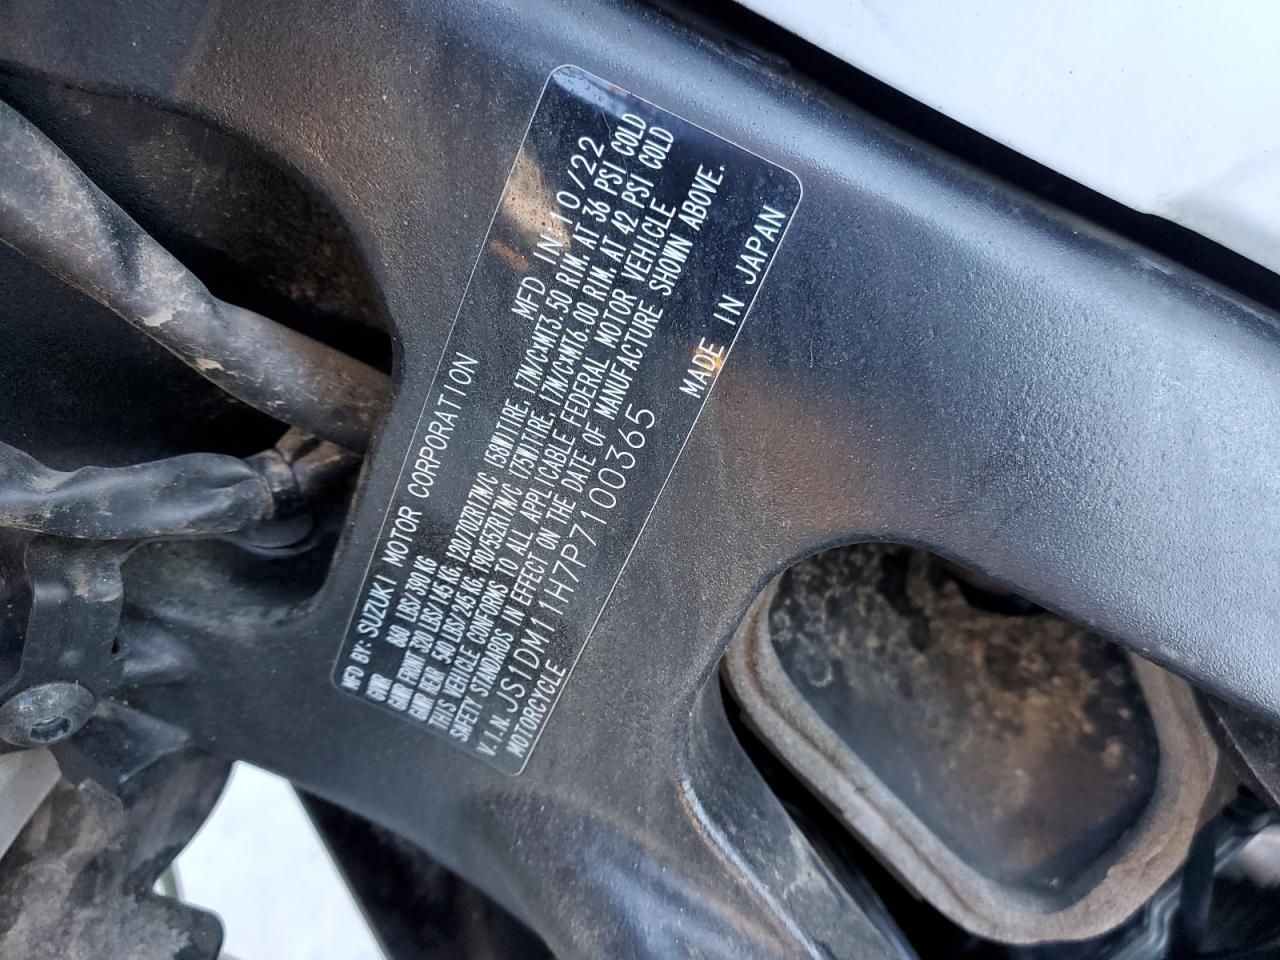 MFD BY: SUZUKI MOTOR CORPORATION MFD IN 10/22
GVWR 860 LBS/ 390 KG
GAWR FRNT 320 LBS/ 145 KG; 120/70ZR17M/C (58W)TIRE, 17M/CXMT3.50 RIM, AT 36 PSI COLD
GAWR REAR 540 LBS/ 245 KG; 190/55ZR17M/C (75W)TIRE, 17M/CXMT6.00 RIM, AT 42 PSI COLD
THIS VEHICLE CONFORMS TO ALL APPLICABLE FEDERAL MOTOR VEHICLE
SAFETY STANDARDS IN EFFECT ON THE DATE OF MANUFACTURE SHOWN ABOVE.
V.I.N. JS1DM11H7P7100365
MOTORCYCLE MADE IN JAPAN